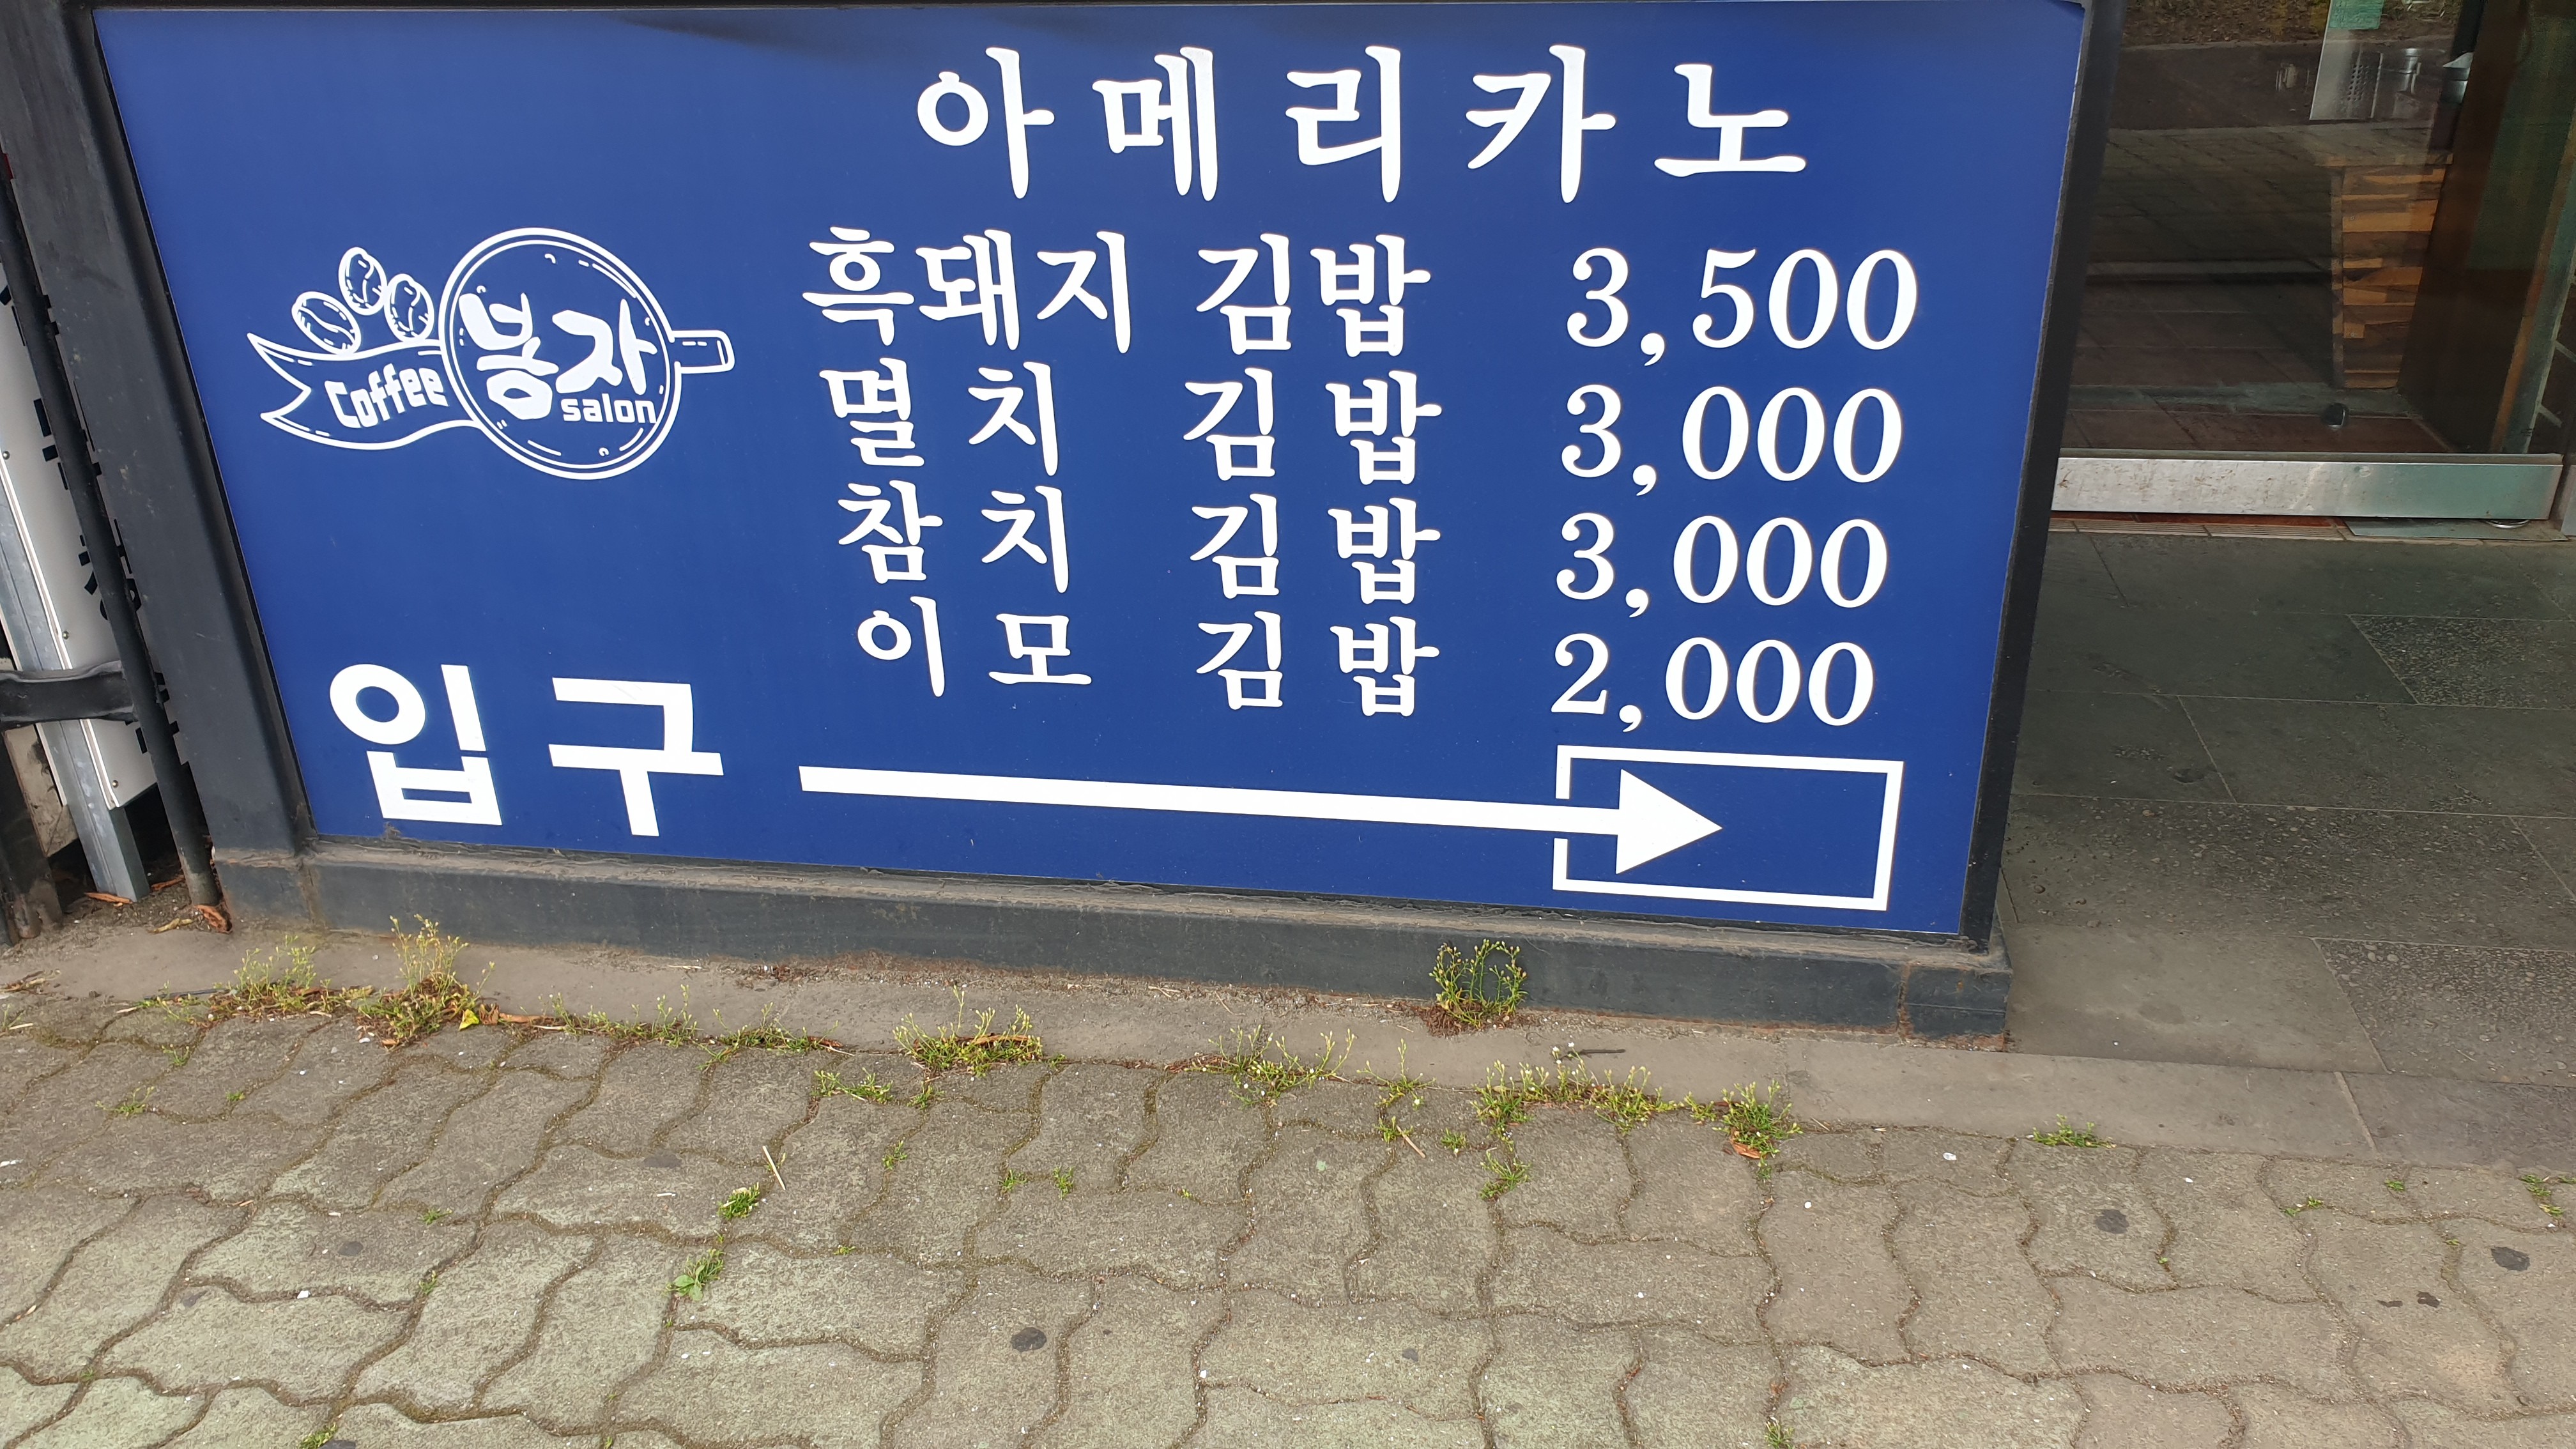 아메리카노
흑돼지 김밥 3,500
멸치 김밥 3,000
참치 김밥 3,000
이모 김밥 2,000
Coffee
봉자
salon
입구